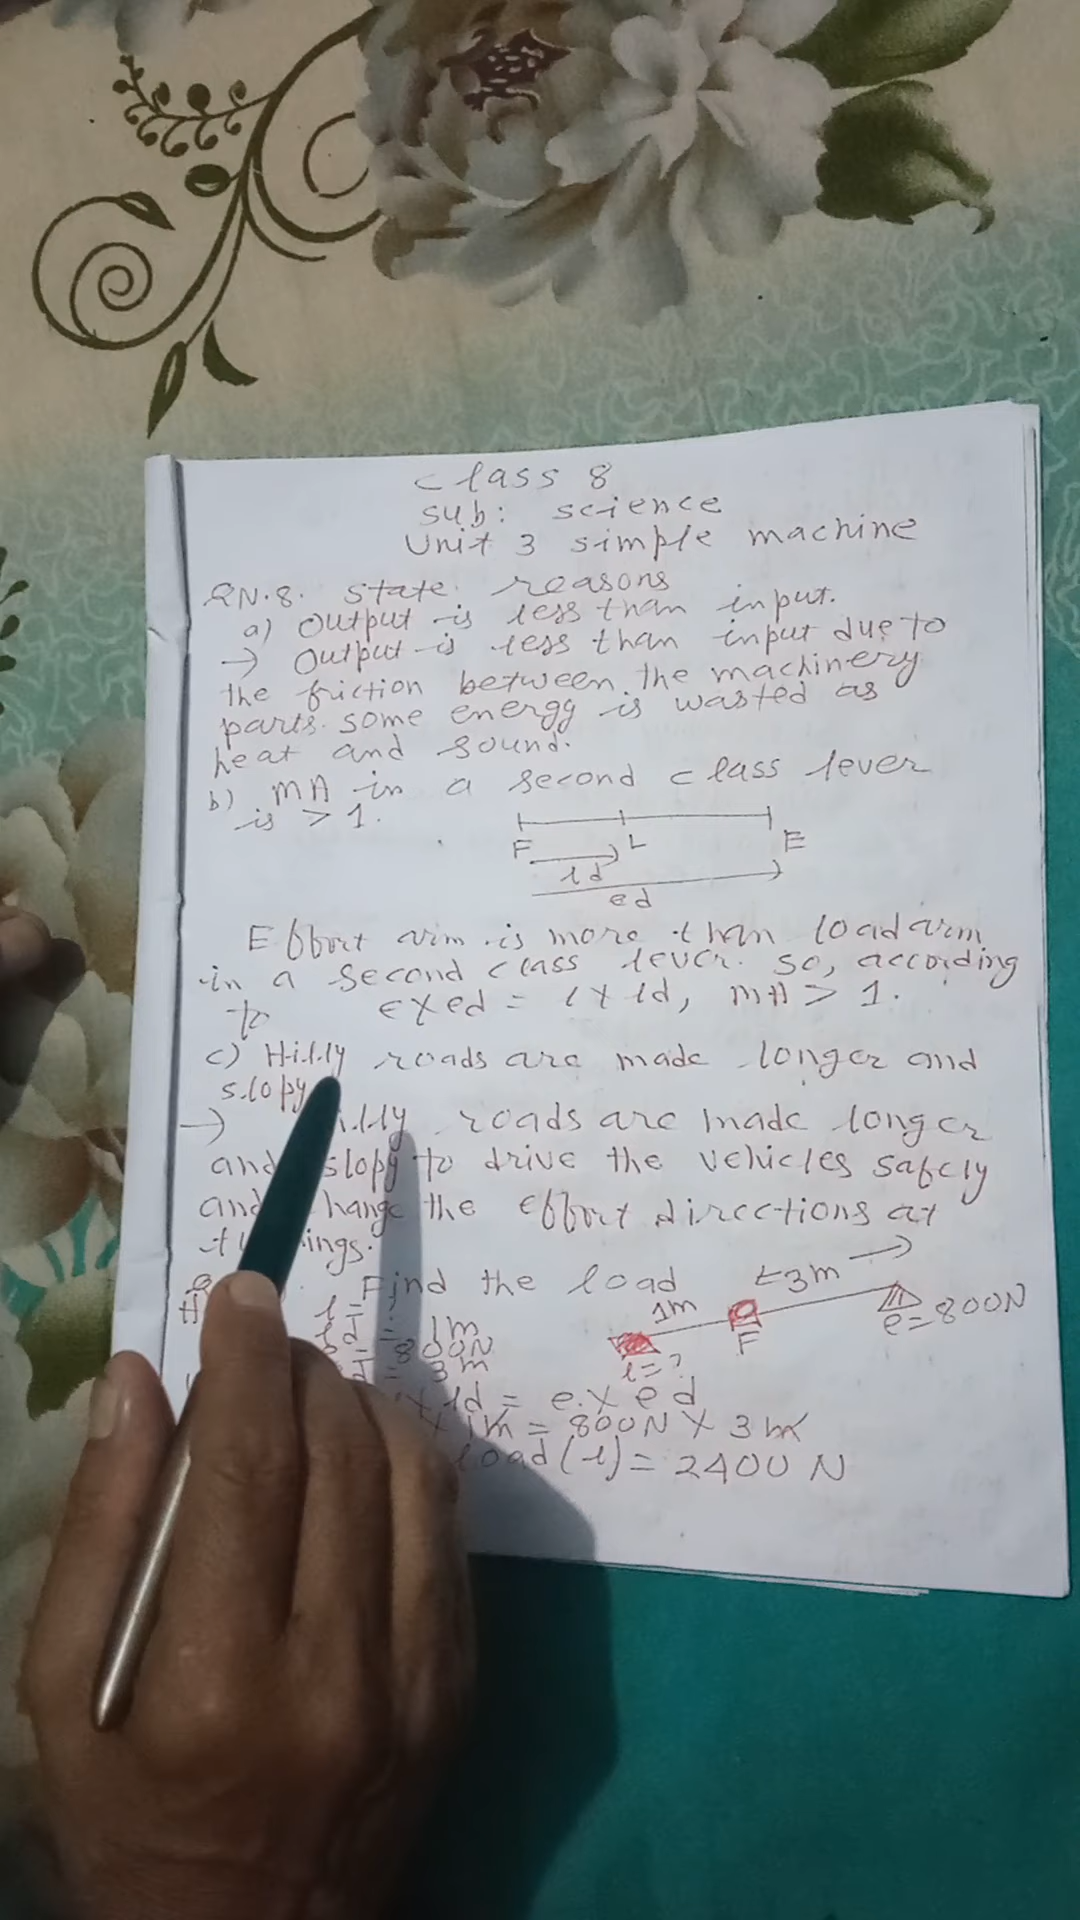 Class 8
Sub: science
Unit 3 simple machine
QN.8. State reasons
a) Output is less than input.
→ Output is less than input due to
the friction between the machinery
parts. some energy is wasted as
heat and sound.
b) MA in a second class lever
is > 1.
F L E
ld
ed
Effort arm is more than load arm
in a second class lever. so, according
to e×ed = l×ld, MA > 1.
c) Hilly roads are made longer and
slopy
→ roads are made longer
and slopy to drive the vehicles safely
and the effort directions at
Find the load
l = ?
= 1m
= 800N
= 3m
1m 3m →
F
l=?
e=800N
× ld = e × ed
× 1m = 800N × 3m
load (l) = 2400 N